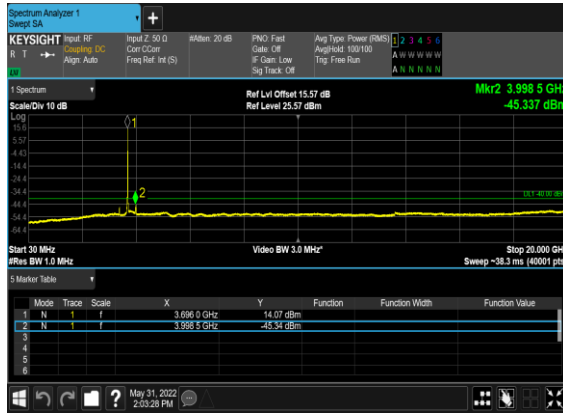 Spectrum Analyzer 1
Swept SA
+
KEYSIGHT Input: RF Input Z: 50 Ω #Atten: 20 dB PNO: Fast Avg Type: Power (RMS) 1 2 3 4 5 6
R T Coupling: DC Corr CCorr Gate: Off Avg|Hold: 100/100 A W W W W W
Align: Auto Freq Ref: Int (S) IF Gain: Low Trig: Free Run
LW Sig Track: Off A N N N N N
1 Spectrum Ref Lvl Offset 15.57 dB Mkr2 3.998 5 GHz
Scale/Div 10 dB Ref Level 25.57 dBm -45.337 dBm
Log
15.6
5.57
-4.43
-14.4
-24.4
-34.4
-44.4
-54.4
-64.4
1
2
DL1 -40.00 dBm
Start 30 MHz Video BW 3.0 MHz* Stop 20.000 GH
#Res BW 1.0 MHz Sweep ~38.3 ms (40001 pts
5 Marker Table
Mode Trace Scale X Y Function Function Width Function Value
1 N 1 f 3.696 0 GHz 14.07 dBm
2 N 1 f 3.998 5 GHz -45.34 dBm
3
4
5
6
? May 31, 2022
2:03:28 PM